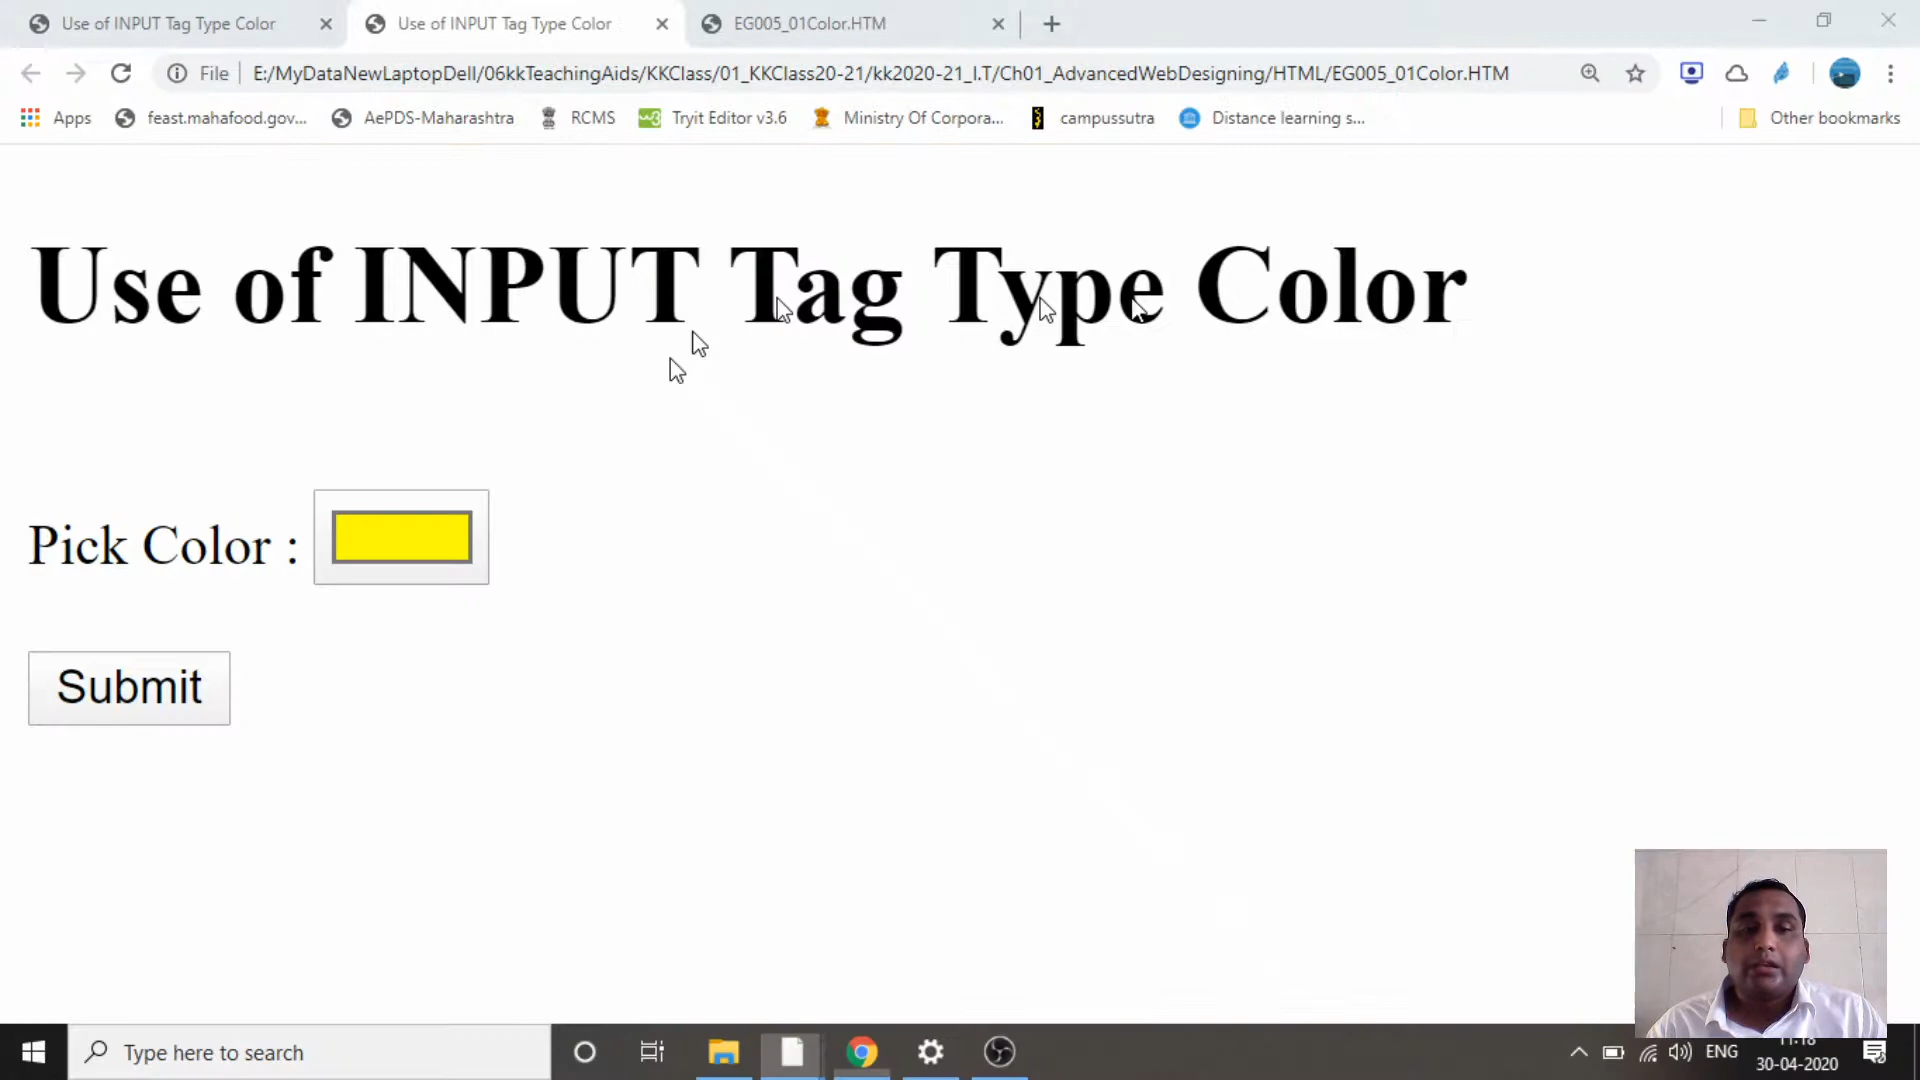 Use of INPUT Tag Type Color
Use of INPUT Tag Type Color
EG005_01Color.HTM
File
E:/MyDataNewLaptopDell/06kkTeachingAids/KKClass/01_KKClass20-21/kk2020-21_I.T/Ch01_AdvancedWebDesigning/HTML/EG005_01Color.HTM
Apps
feast.mahafood.gov...
AePDS-Maharashtra
RCMS
Tryit Editor v3.6
Ministry Of Corpora...
campussutra
Distance learning s...
Other bookmarks
Use of INPUT Tag Type Color
Pick Color :
Submit
Type here to search
ENG
11:18
30-04-2020